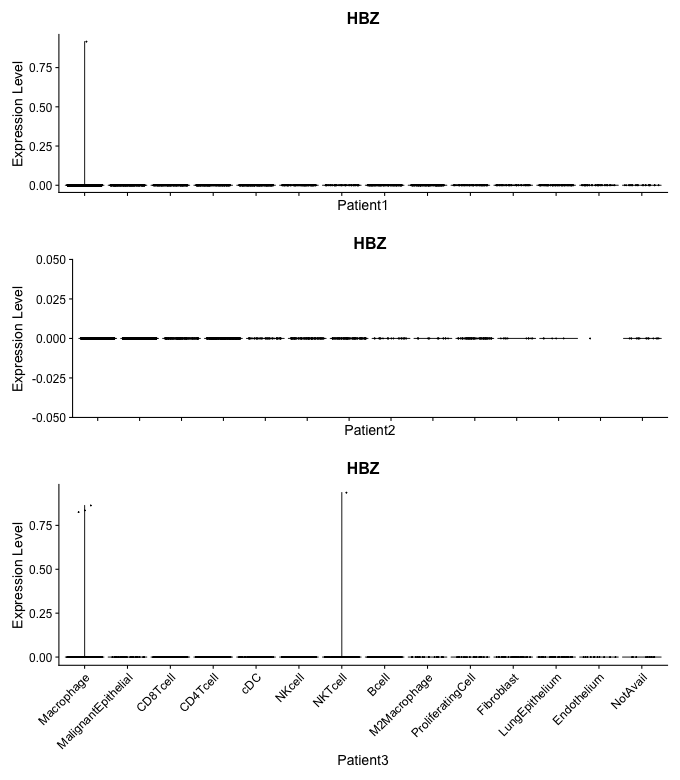 HBZ
Expression Level
0.75
0.50
0.25
0.00
Patient1
HBZ
Expression Level
0.050
0.025
0.000
-0.025
-0.050
Patient2
HBZ
Expression Level
0.75
0.50
0.25
0.00
Macrophage
MalignantEpithelial
CD8Tcell
CD4Tcell
cDC
NKcell
NKTcell
Bcell
M2Macrophage
ProliferatingCell
Fibroblast
LungEpithelium
Endothelium
NotAvail
Patient3